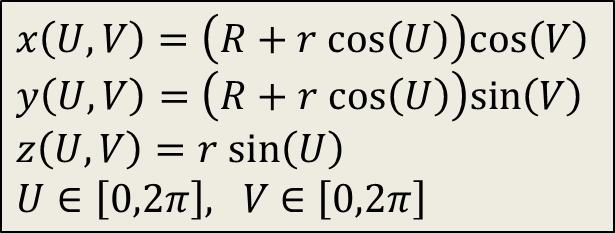 x(U,V) = (R + r cos(U))cos(V)
y(U,V) = (R + r cos(U))sin(V)
z(U,V) = r sin(U)
U ∈ [0,2π], V ∈ [0,2π]